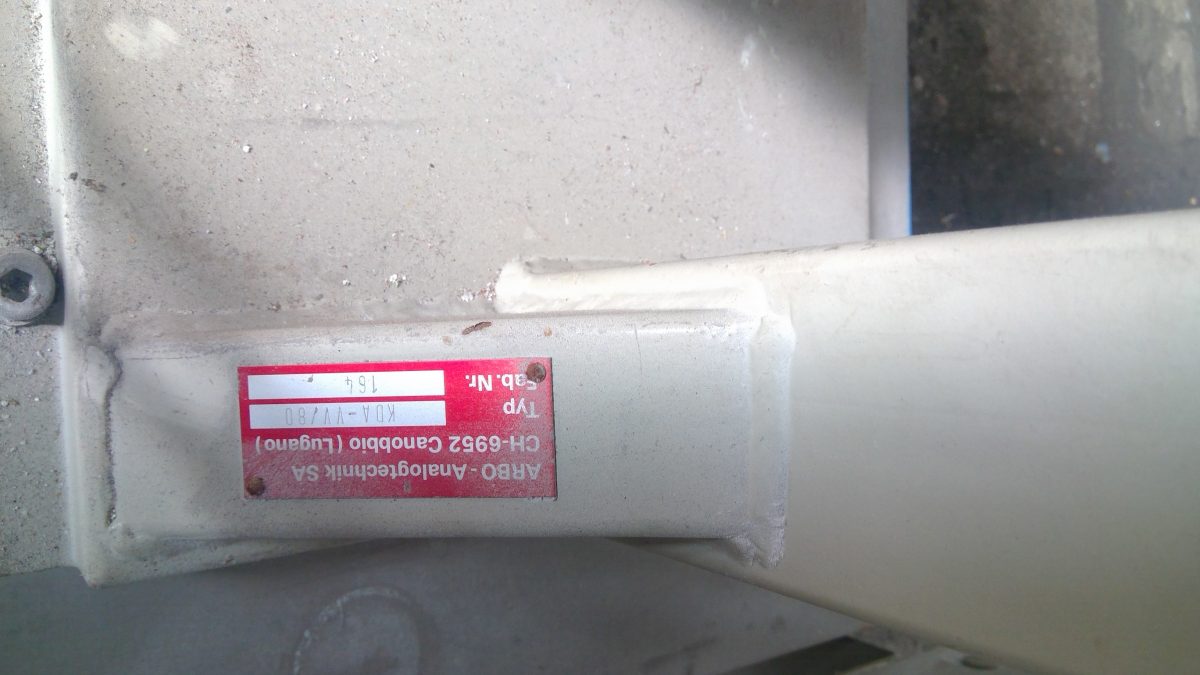 ARBO - Analogtechnik SA
CH-6952 Canobbio (Lugano)
Typ KDA-VV/80
Fab.Nr. 164